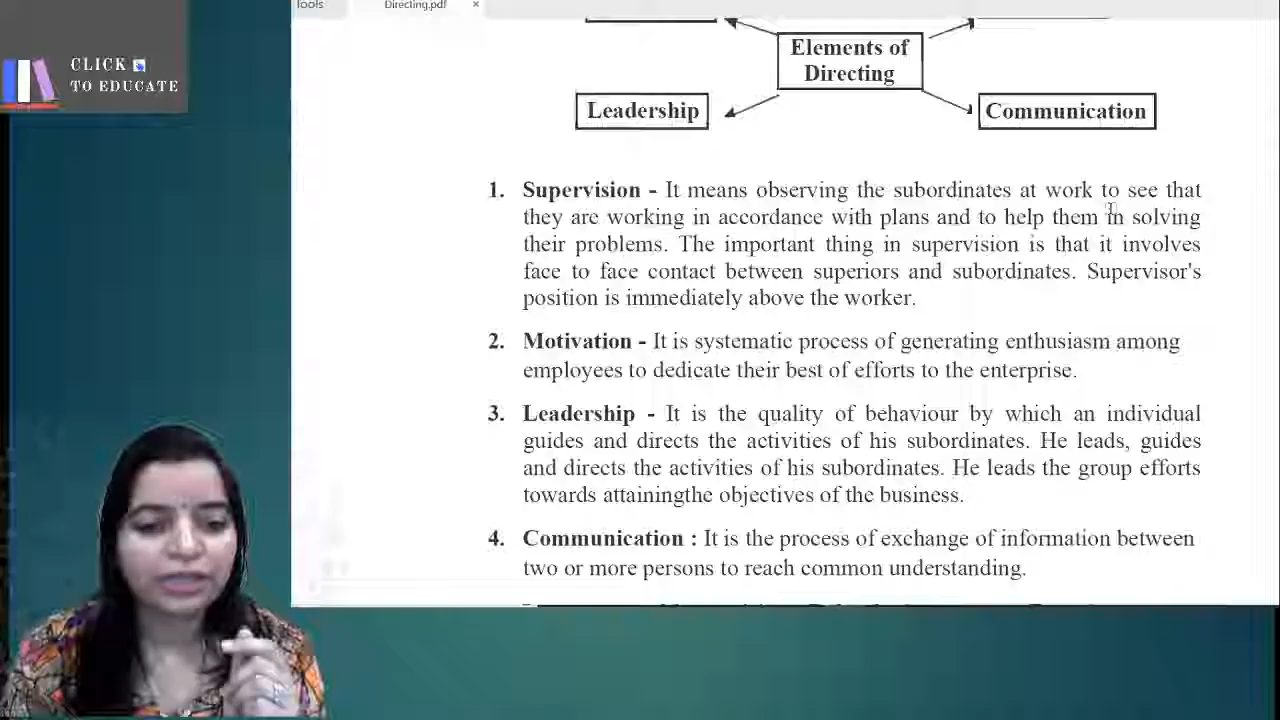 Tools
Directing.pdf
×
CLICK
TO EDUCATE
Elements of
Directing
Leadership
Communication
1. Supervision - It means observing the subordinates at work to see that
they are working in accordance with plans and to help them in solving
their problems. The important thing in supervision is that it involves
face to face contact between superiors and subordinates. Supervisor's
position is immediately above the worker.
2. Motivation - It is systematic process of generating enthusiasm among
employees to dedicate their best of efforts to the enterprise.
3. Leadership - It is the quality of behaviour by which an individual
guides and directs the activities of his subordinates. He leads, guides
and directs the activities of his subordinates. He leads the group efforts
towards attainingthe objectives of the business.
4. Communication : It is the process of exchange of information between
two or more persons to reach common understanding.